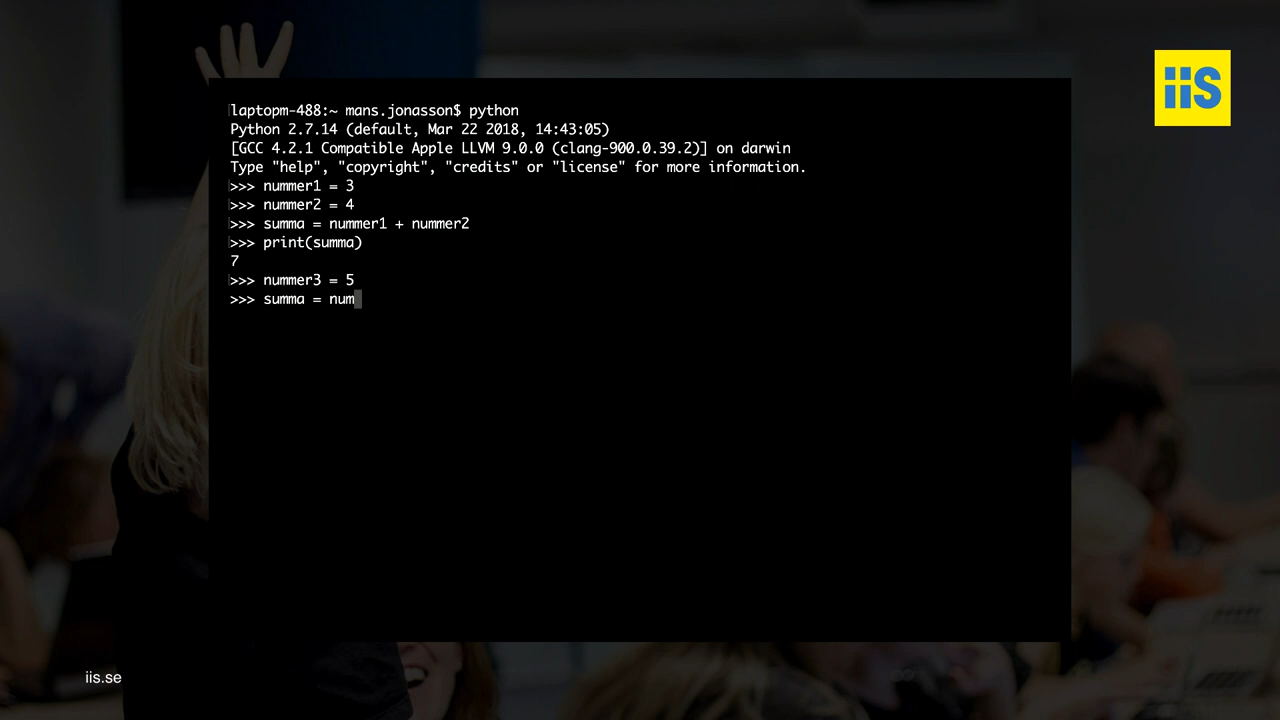 iis
laptopm-488:~ mans.jonasson$ python
Python 2.7.14 (default, Mar 22 2018, 14:43:05)
[GCC 4.2.1 Compatible Apple LLVM 9.0.0 (clang-900.0.39.2)] on darwin
Type "help", "copyright", "credits" or "license" for more information.
>>> nummer1 = 3
>>> nummer2 = 4
>>> summa = nummer1 + nummer2
>>> print(summa)
7
>>> nummer3 = 5
>>> summa = num
iis.se